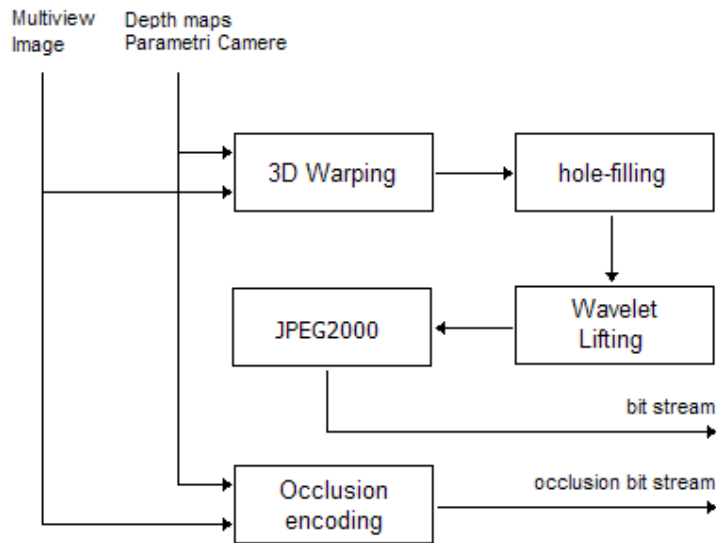 Multiview
Image
Depth maps
Parametri Camere
3D Warping
hole-filling
JPEG2000
Wavelet
Lifting
bit stream
Occlusion
encoding
occlusion bit stream